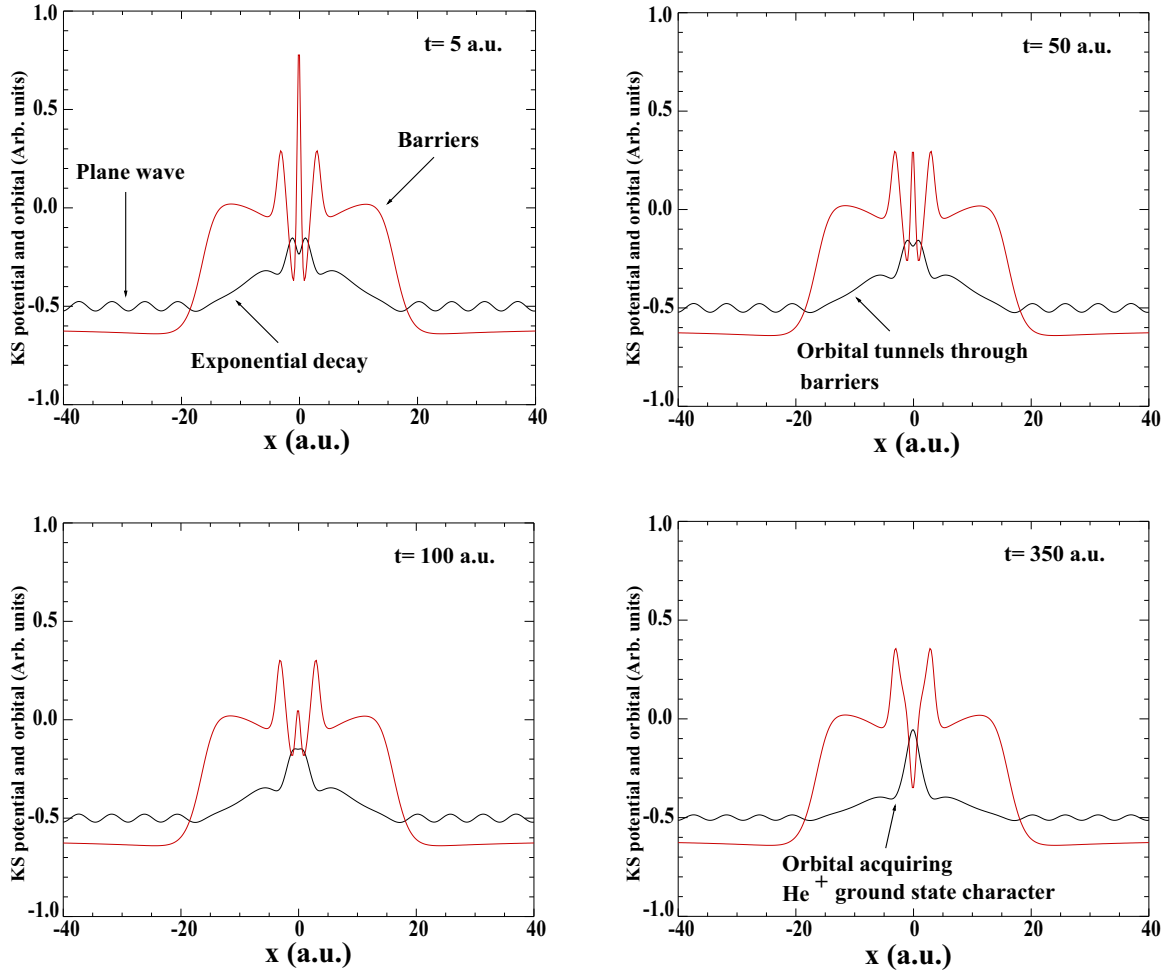 KS potential and orbital (Arb. units)
1.0
0.5
0.0
-0.5
-1.0
t= 5 a.u.
Barriers
Plane wave
Exponential decay
-40
-20
0
20
40
x (a.u.)
KS potential and orbital (Arb. units)
1.0
0.5
0.0
-0.5
-1.0
t= 50 a.u.
Orbital tunnels through
barriers
-40
-20
0
20
40
x (a.u.)
KS potential and orbital (Arb. units)
1.0
0.5
0.0
-0.5
-1.0
t= 100 a.u.
-40
-20
0
20
40
x (a.u.)
KS potential and orbital (Arb. units)
1.0
0.5
0.0
-0.5
-1.0
t= 350 a.u.
Orbital acquiring
He + ground state character
-40
-20
0
20
40
x (a.u.)